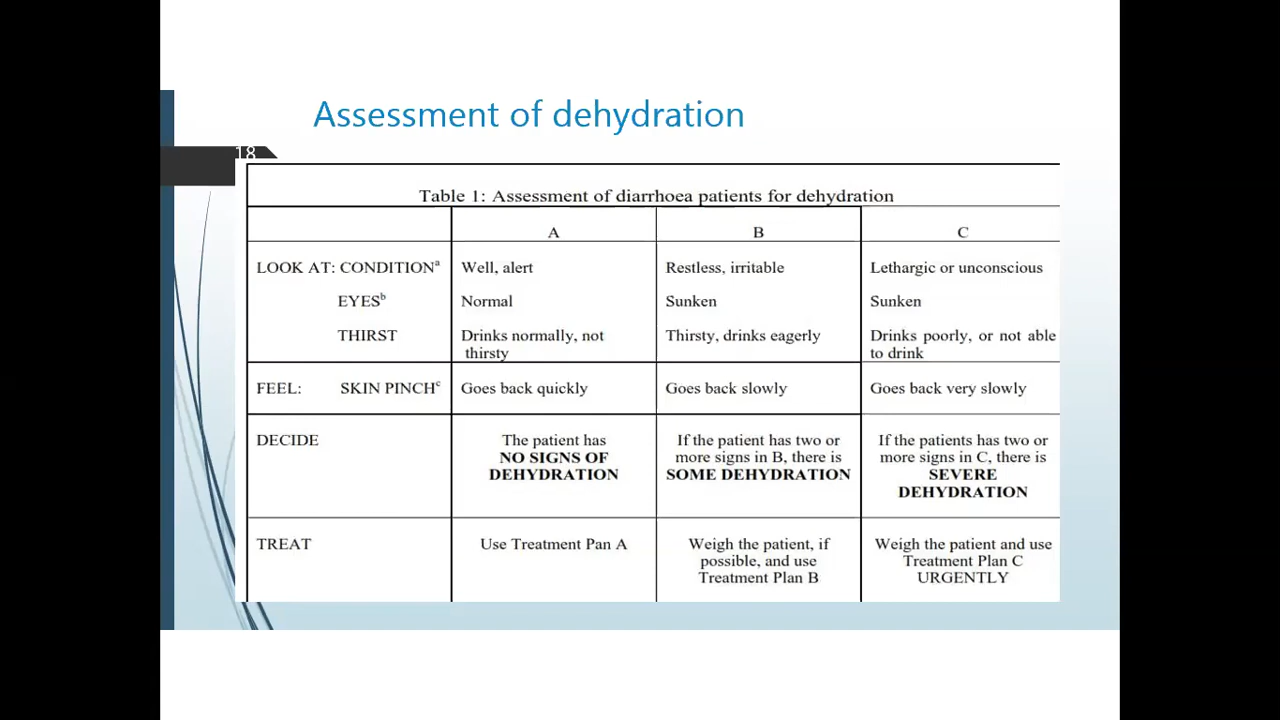 Assessment of dehydration
18
Table 1: Assessment of diarrhoea patients for dehydration
A B C
LOOK AT: CONDITIONᵃ Well, alert Restless, irritable Lethargic or unconscious
EYESᵇ Normal Sunken Sunken
THIRST Drinks normally, not Thirsty, drinks eagerly Drinks poorly, or not able
thirsty to drink
FEEL: SKIN PINCHᶜ Goes back quickly Goes back slowly Goes back very slowly
DECIDE The patient has If the patient has two or If the patients has two or
NO SIGNS OF more signs in B, there is more signs in C, there is
DEHYDRATION SOME DEHYDRATION SEVERE
DEHYDRATION
TREAT Use Treatment Pan A Weigh the patient, if Weigh the patient and use
possible, and use Treatment Plan C
Treatment Plan B URGENTLY